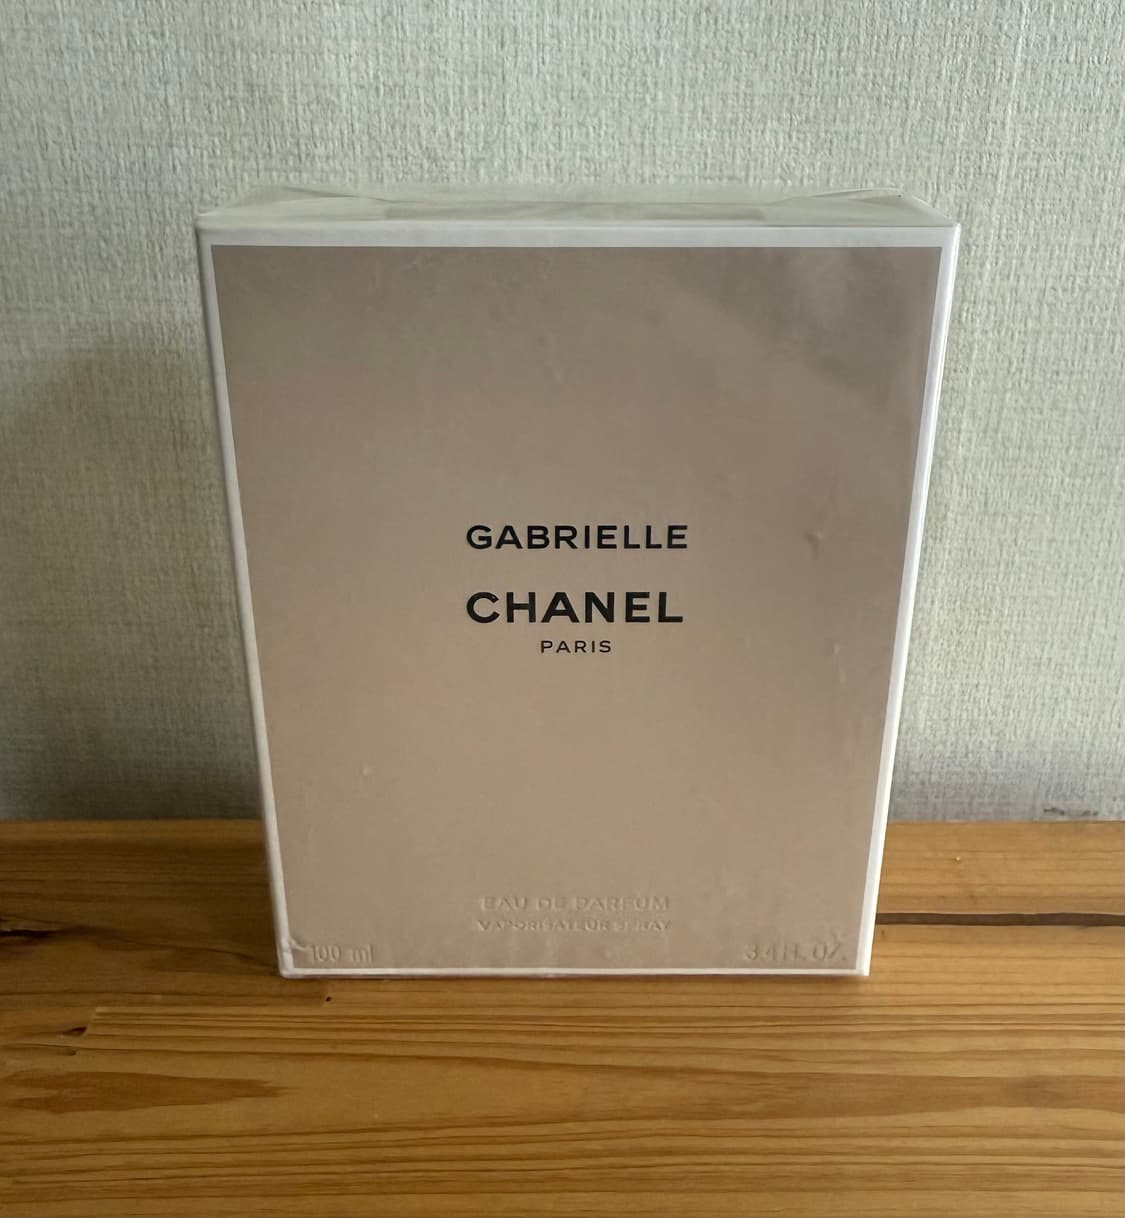 GABRIELLE
CHANEL
PARIS
EAU DE PARFUM
VAPORISATEUR SPRAY
100 ml
3.4 FL. OZ.